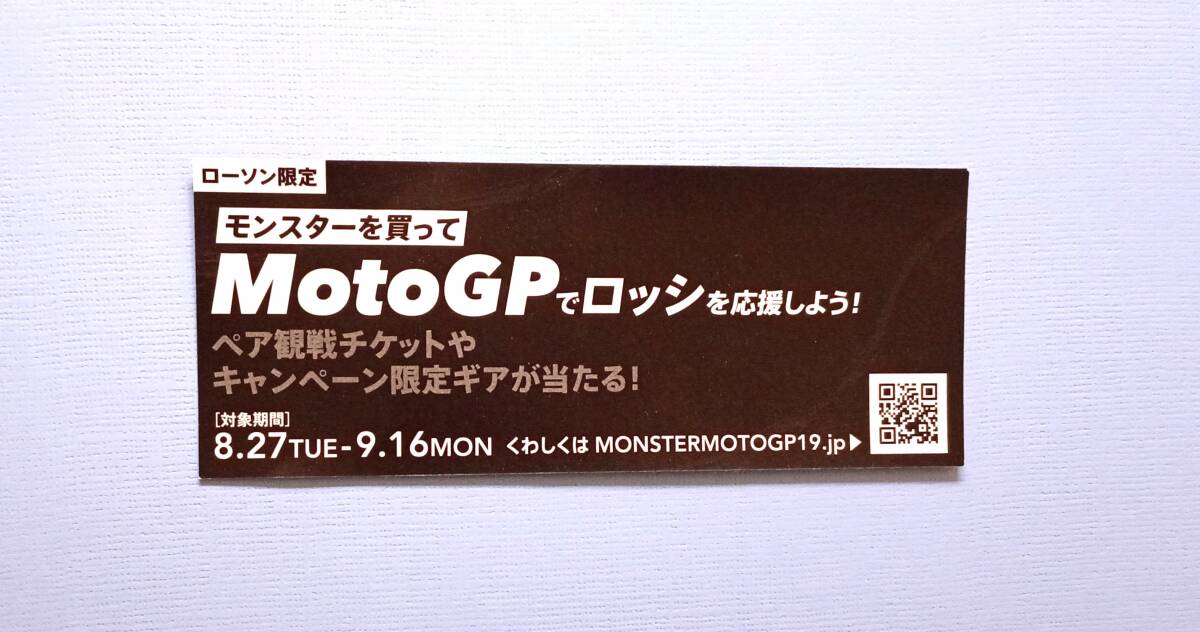 ローソン限定
モンスターを買って
MotoGPでロッシを応援しよう!
ペア観戦チケットや
キャンペーン限定ギアが当たる!
[対象期間]
8.27TUE-9.16MON くわしくは MONSTERMOTOGP19.jp▶